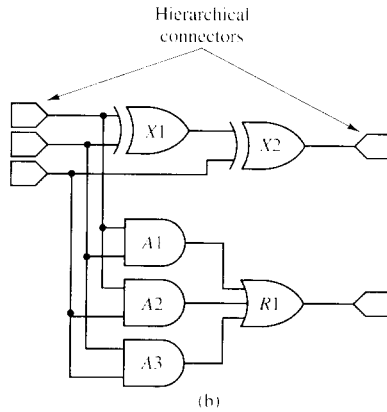 Hierarchical
connectors
X1
X2
A1
A2
R1
A3
(b)